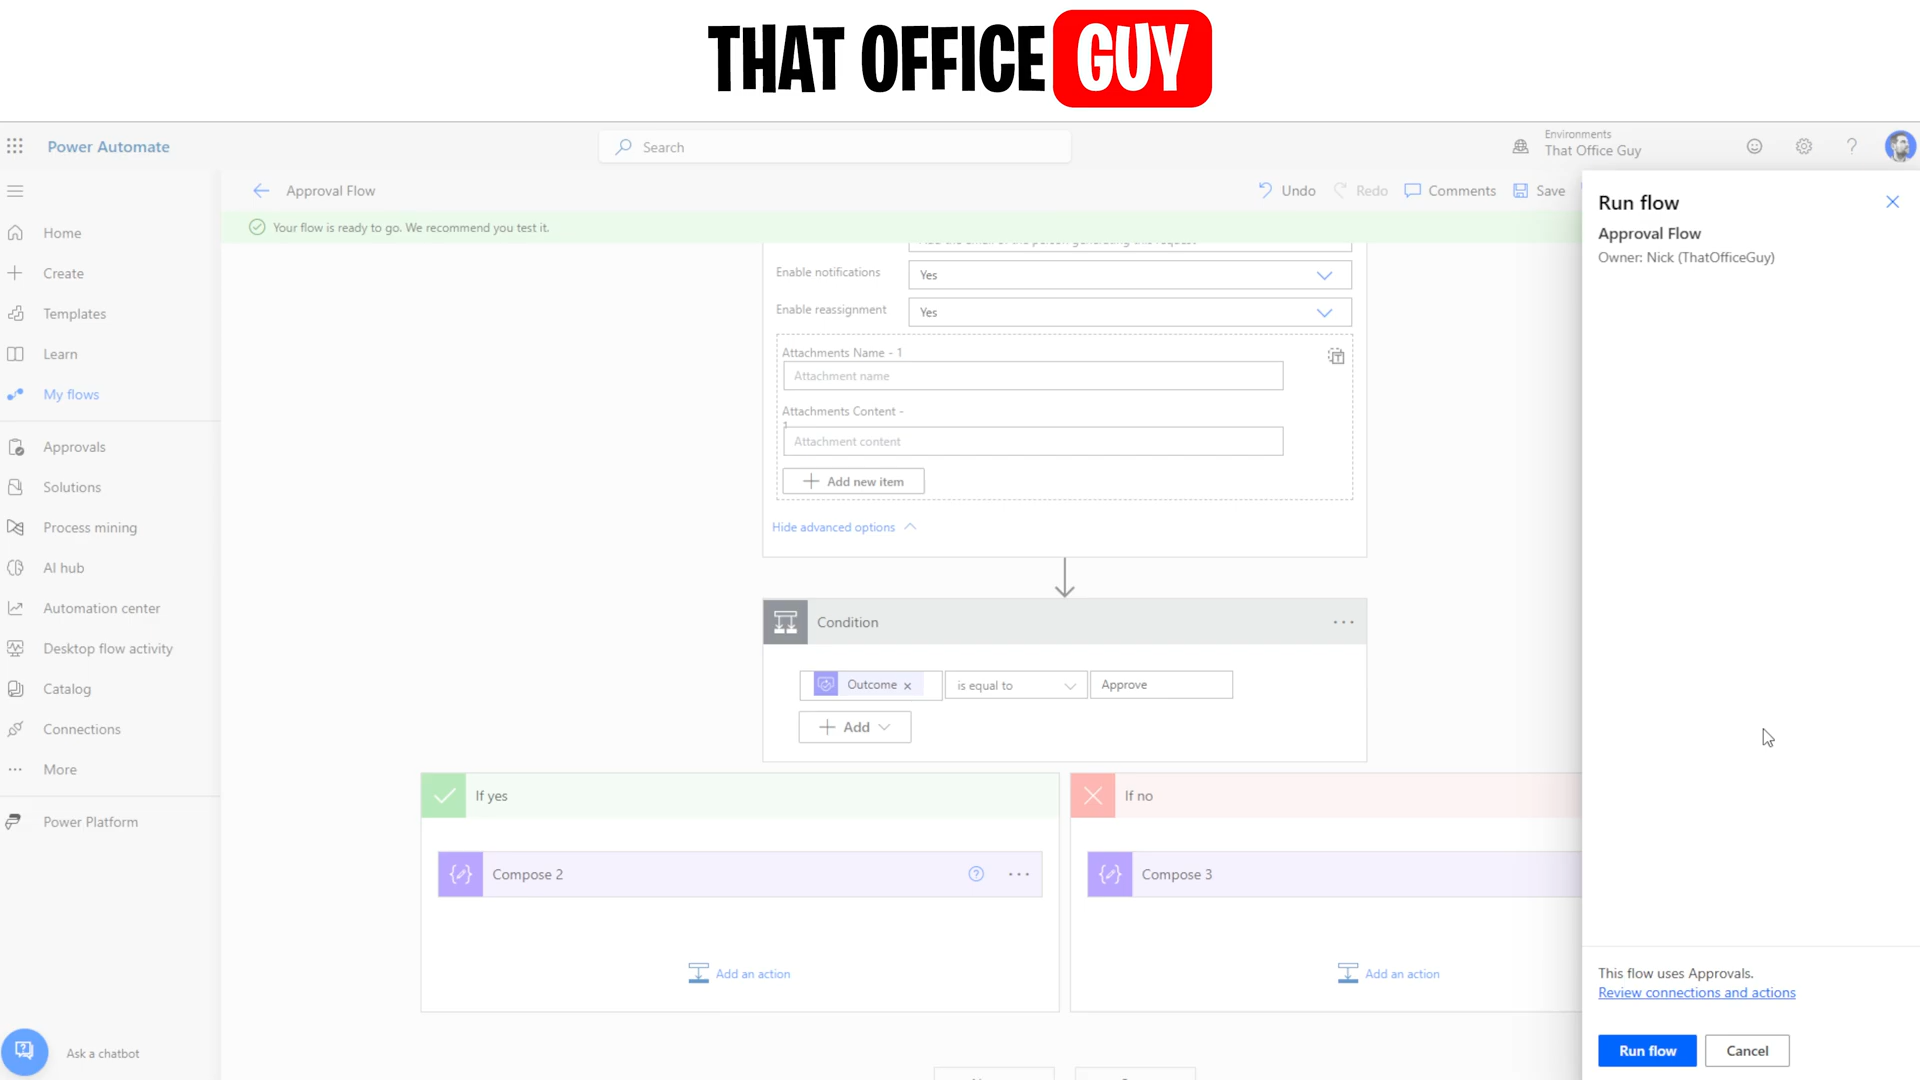 THAT OFFICE GUY
Power Automate
Search
Environments
That Office Guy
Approval Flow
Undo
Redo
Comments
Save
Your flow is ready to go. We recommend you test it.
Home
Create
Templates
Learn
My flows
Approvals
Solutions
Process mining
AI hub
Automation center
Desktop flow activity
Catalog
Connections
More
Power Platform
Ask a chatbot
Enable notifications
Yes
Enable reassignment
Yes
Attachments Name - 1
Attachment name
Attachments Content -
1
Attachment content
Add new item
Hide advanced options
Condition
Outcome
is equal to
Approve
Add
If yes
Compose 2
Add an action
If no
Compose 3
Add an action
Run flow
Approval Flow
Owner: Nick (ThatOfficeGuy)
This flow uses Approvals.
Review connections and actions
Run flow
Cancel